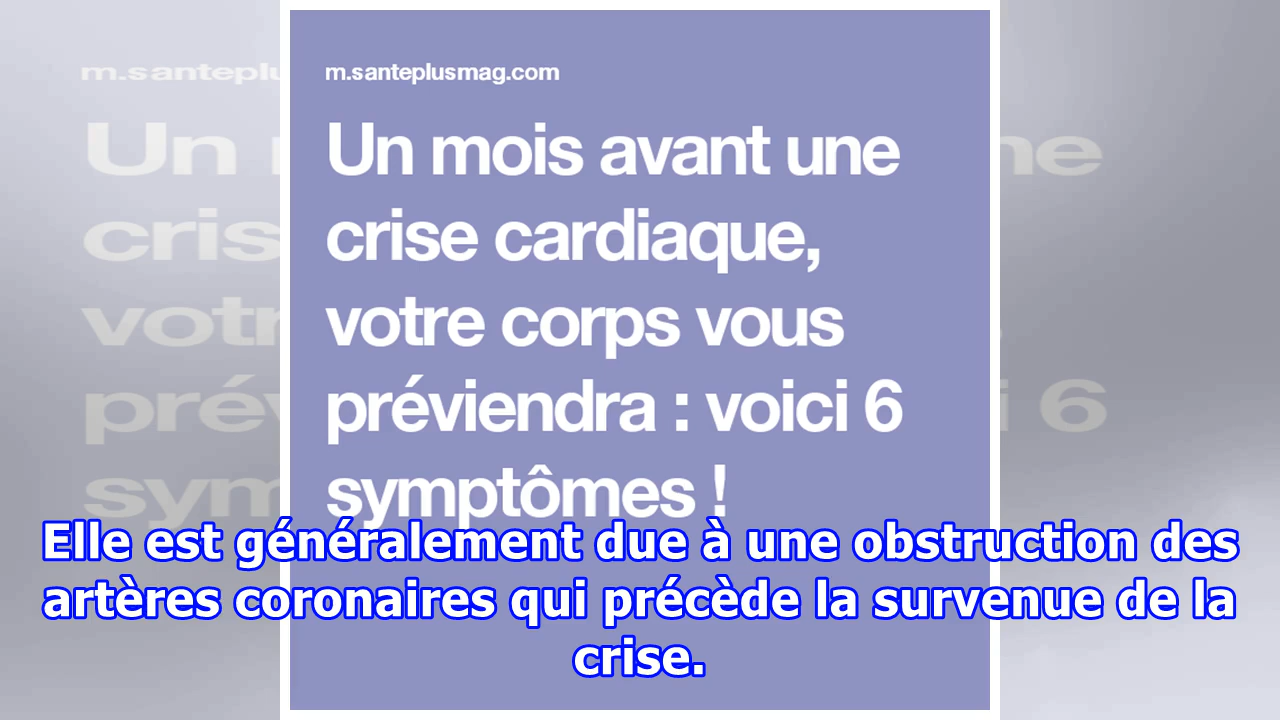 m.santeplusmag.com
Un mois avant une
crise cardiaque,
votre corps vous
préviendra : voici 6
symptômes !
Elle est généralement due à une obstruction des
artères coronaires qui précède la survenue de la
crise.